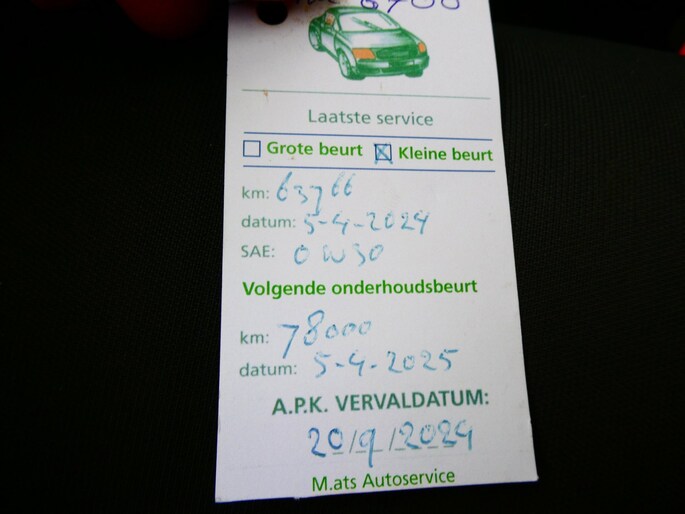 Laatste service
Grote beurt Kleine beurt
km: 63766
datum: 5-4-2024
SAE: 0W30
Volgende onderhoudsbeurt
km: 78000
datum: 5-4-2025
A.P.K. VERVALDATUM:
20/9/2024
M.ats Autoservice